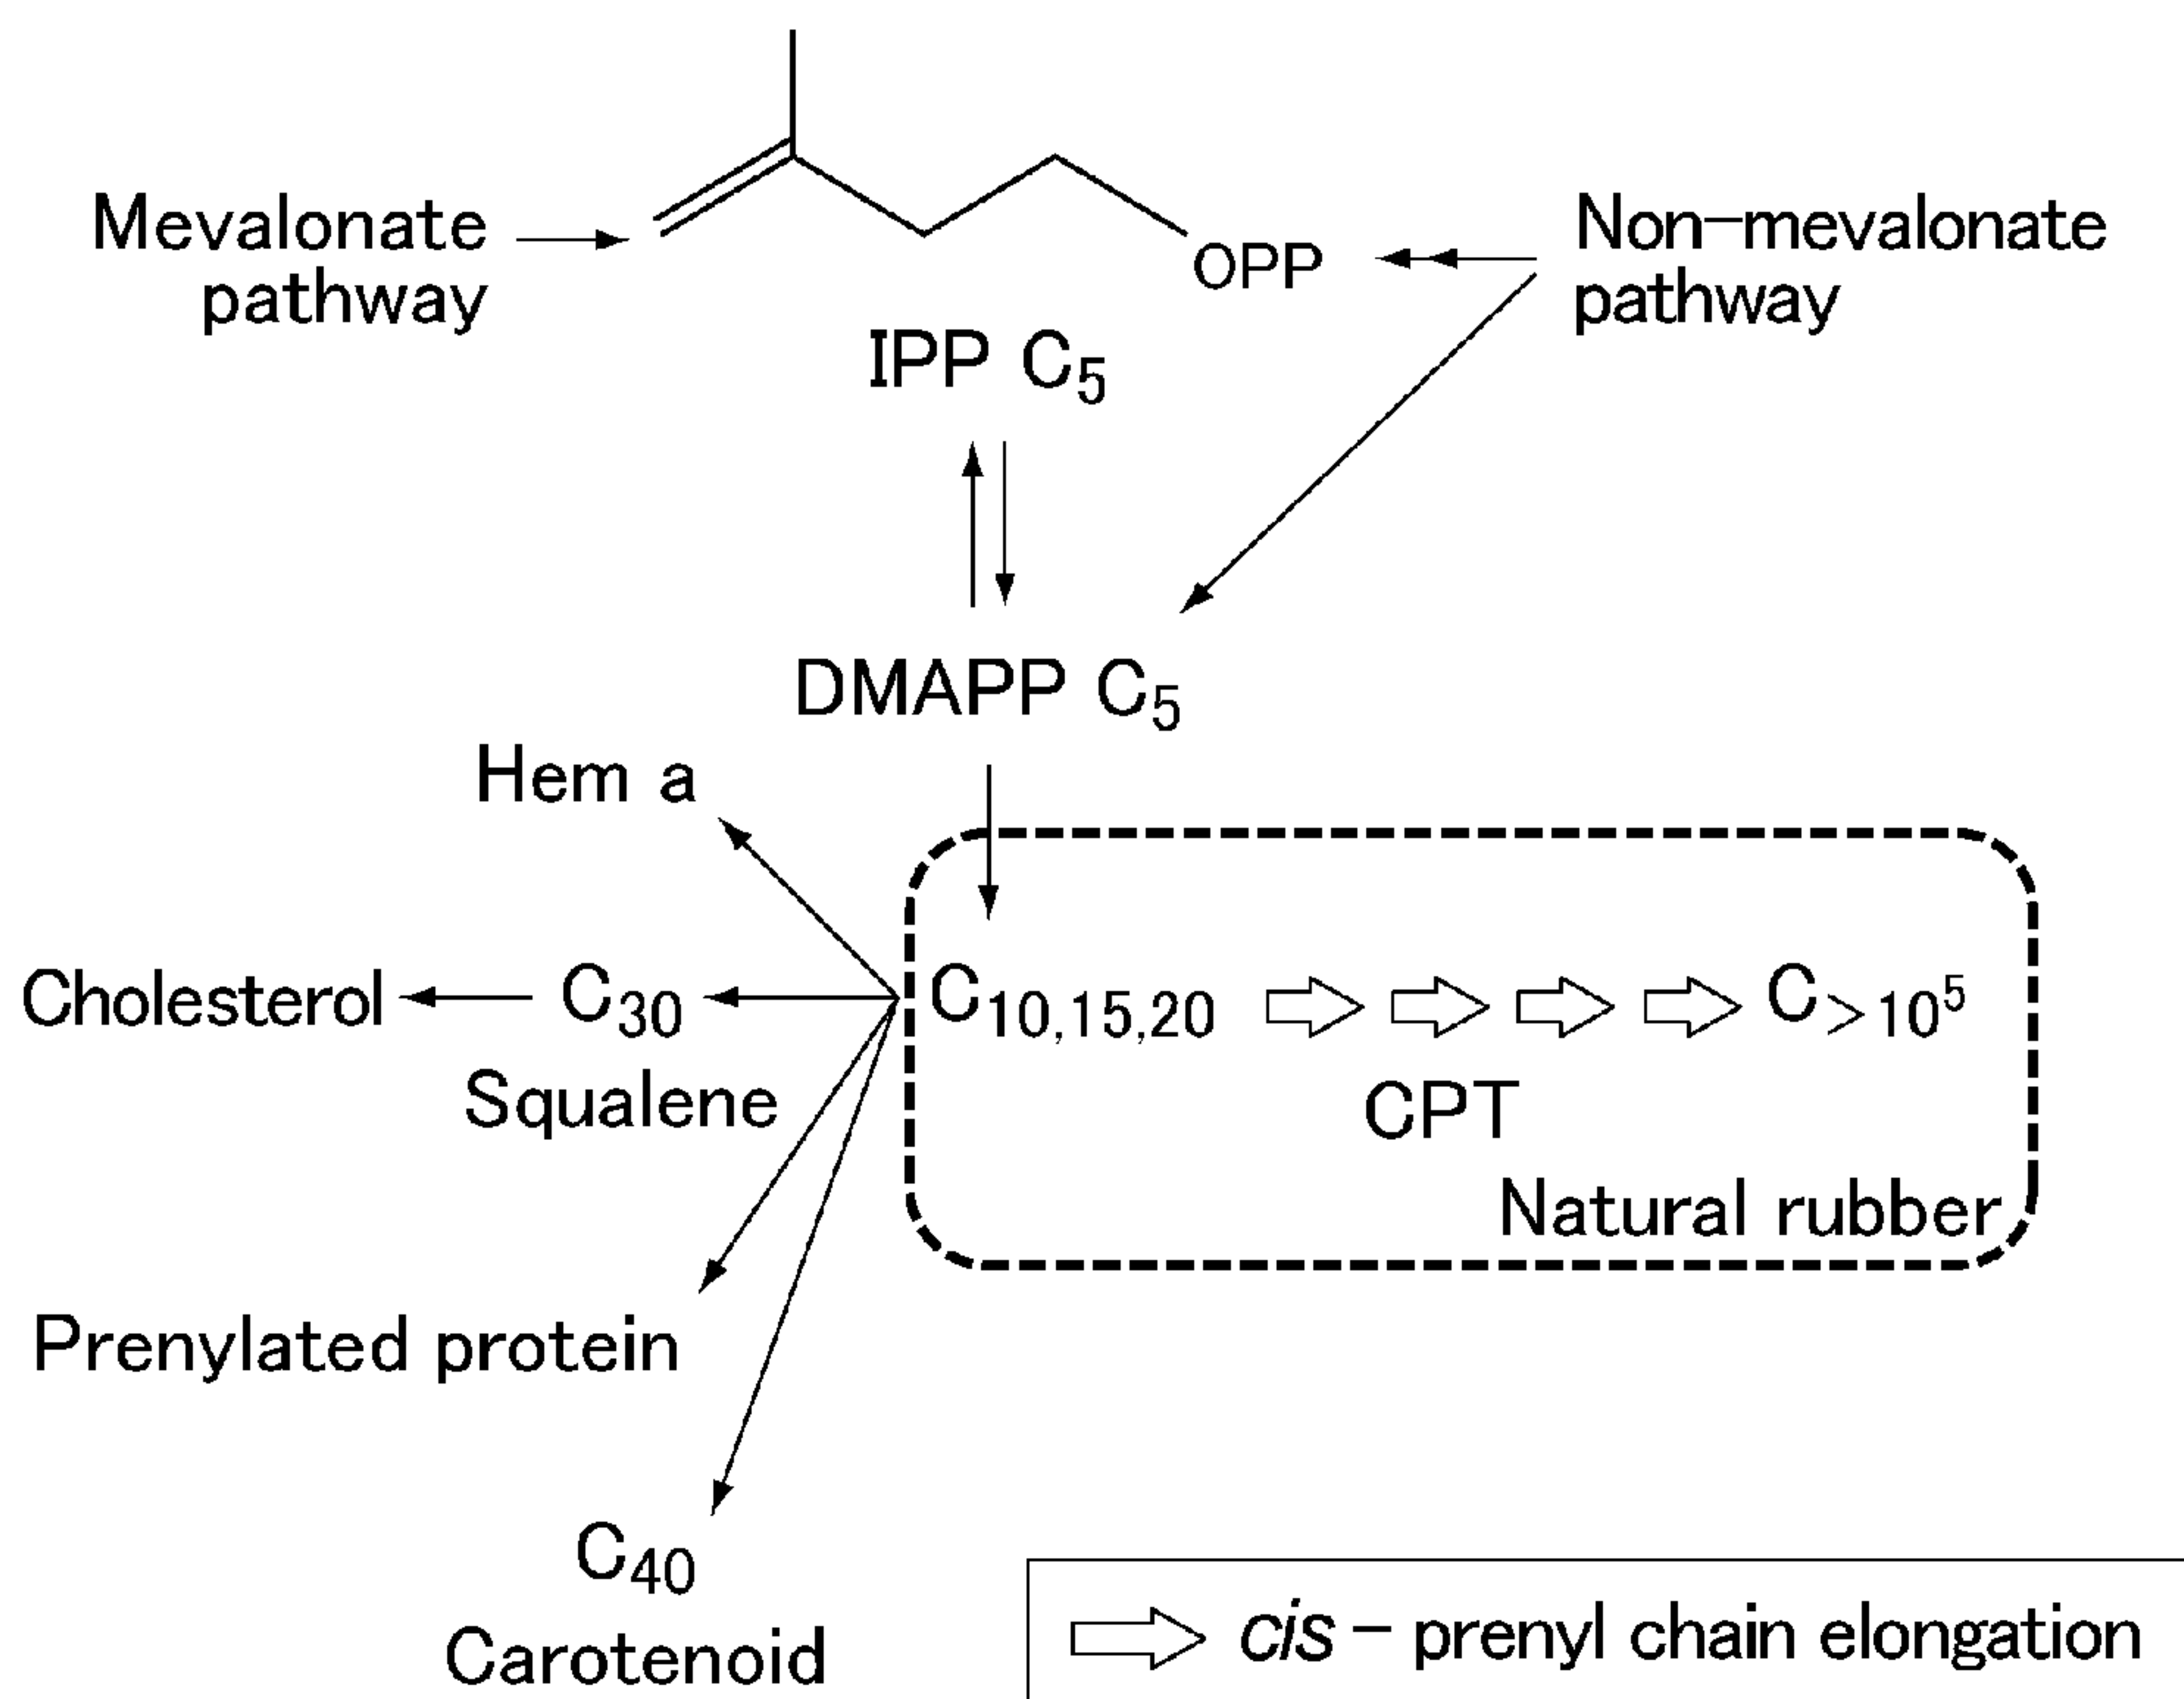 Mevalonate
pathway
OPP
Non-mevalonate
pathway
IPP C5
DMAPP C5
Hem a
Cholesterol
C30
Squalene
C10,15,20
C>10^5
CPT
Natural rubber
Prenylated protein
C40
Carotenoid
cis - prenyl chain elongation